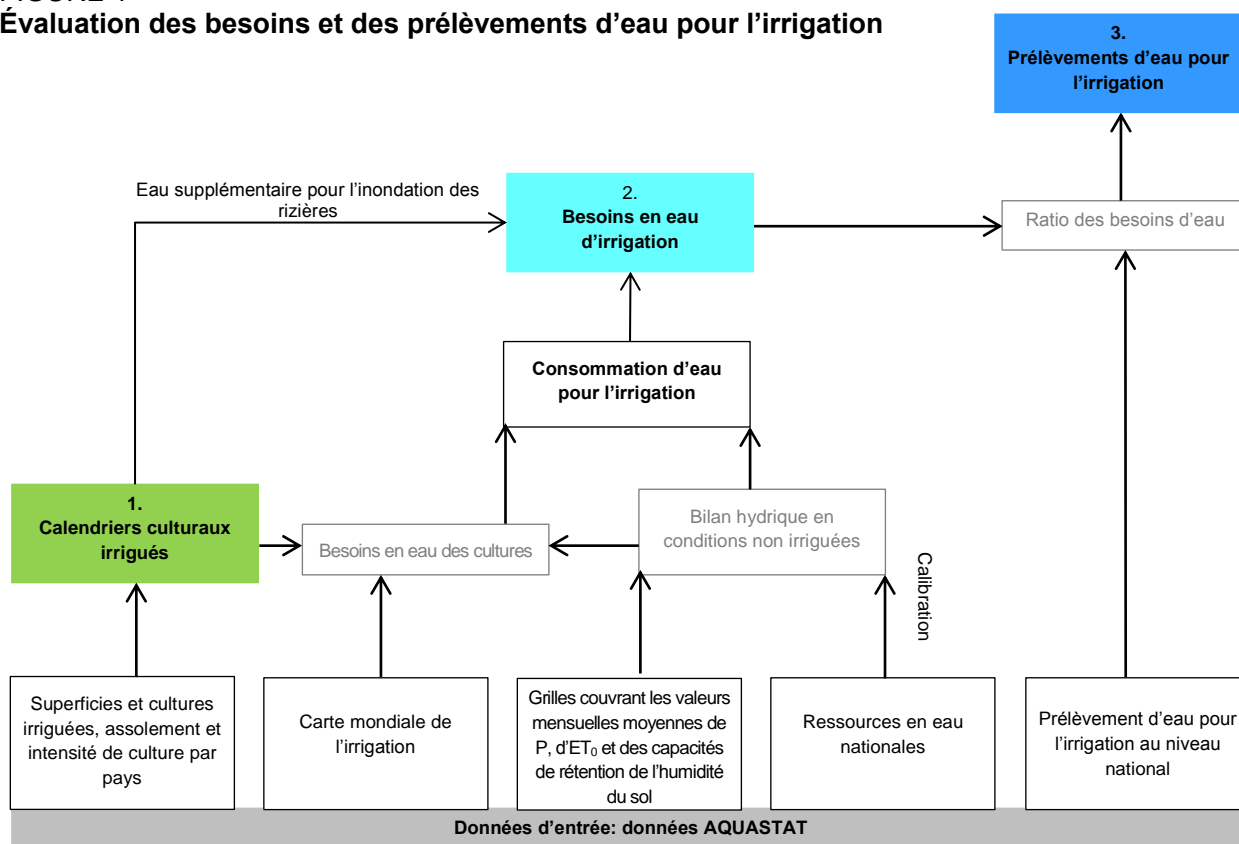 Évaluation des besoins et des prélèvements d'eau pour l'irrigation
3.
Prélèvements d'eau pour
l'irrigation
Eau supplémentaire pour l'inondation des
rizières
2.
Besoins en eau
d'irrigation
Ratio des besoins d'eau
Consommation d'eau
pour l'irrigation
1.
Calendriers culturaux
irrigués
Besoins en eau des cultures
Bilan hydrique en
conditions non irriguées
Calibration
Superficies et cultures
irriguées, assolement et
intensité de culture par
pays
Carte mondiale de
l'irrigation
Grilles couvrant les valeurs
mensuelles moyennes de
P, d'ET₀ et des capacités
de rétention de l'humidité
du sol
Ressources en eau
nationales
Prélèvement d'eau pour
l'irrigation au niveau
national
Données d'entrée: données AQUASTAT